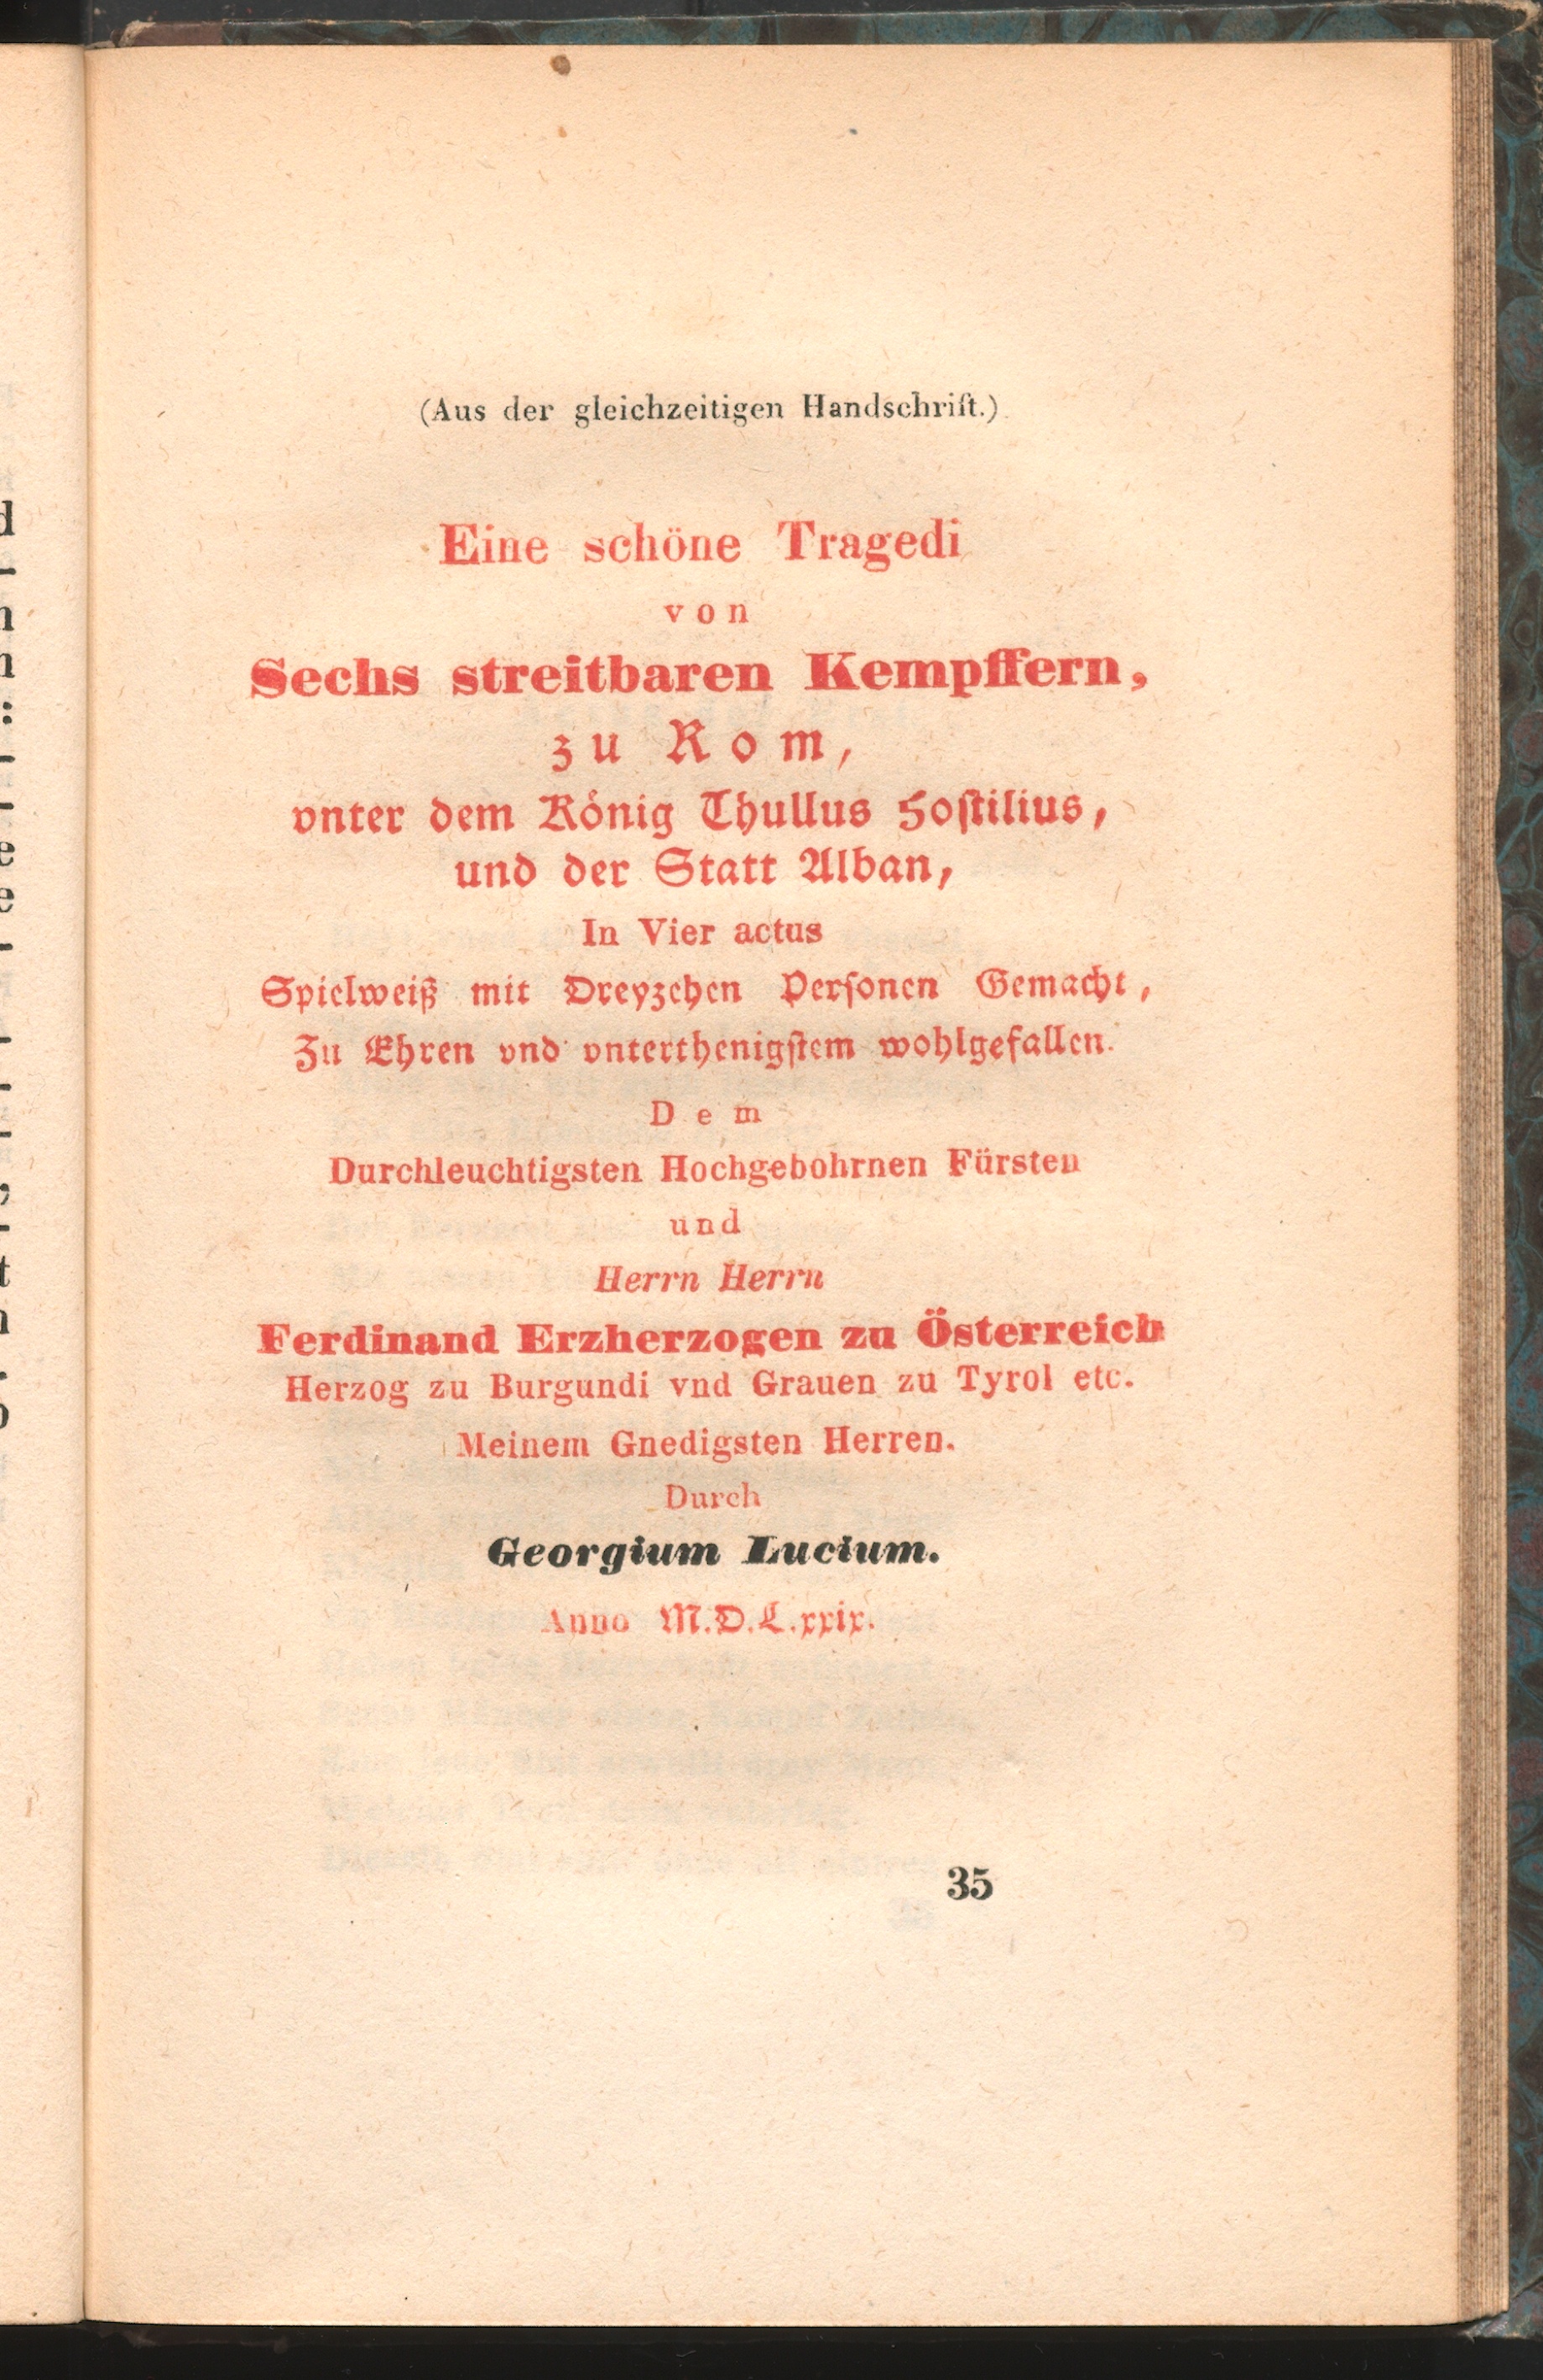 (Aus der gleichzeitigen Handschrift.)
Eine schöne Tragedi
von
Sechs streitbaren Kempffern,
zu Rom,
vnter dem König Thullus Hostilius,
und der Statt Alban,
In Vier actus
Spielweiß mit Dreyzehen Personen Gemacht,
Zu Ehren vnd vnterthenigstem wohlgefallen.
Dem
Durchleuchtigsten Hochgebohrnen Fürsten
und
Herrn Herrn
Ferdinand Erzherzogen zu Österreich
Herzog zu Burgundi vnd Grauen zu Tyrol etc.
Meinem Gnedigsten Herren.
Durch
Georgium Lucium.
Anno M.D.L.xxix.
35